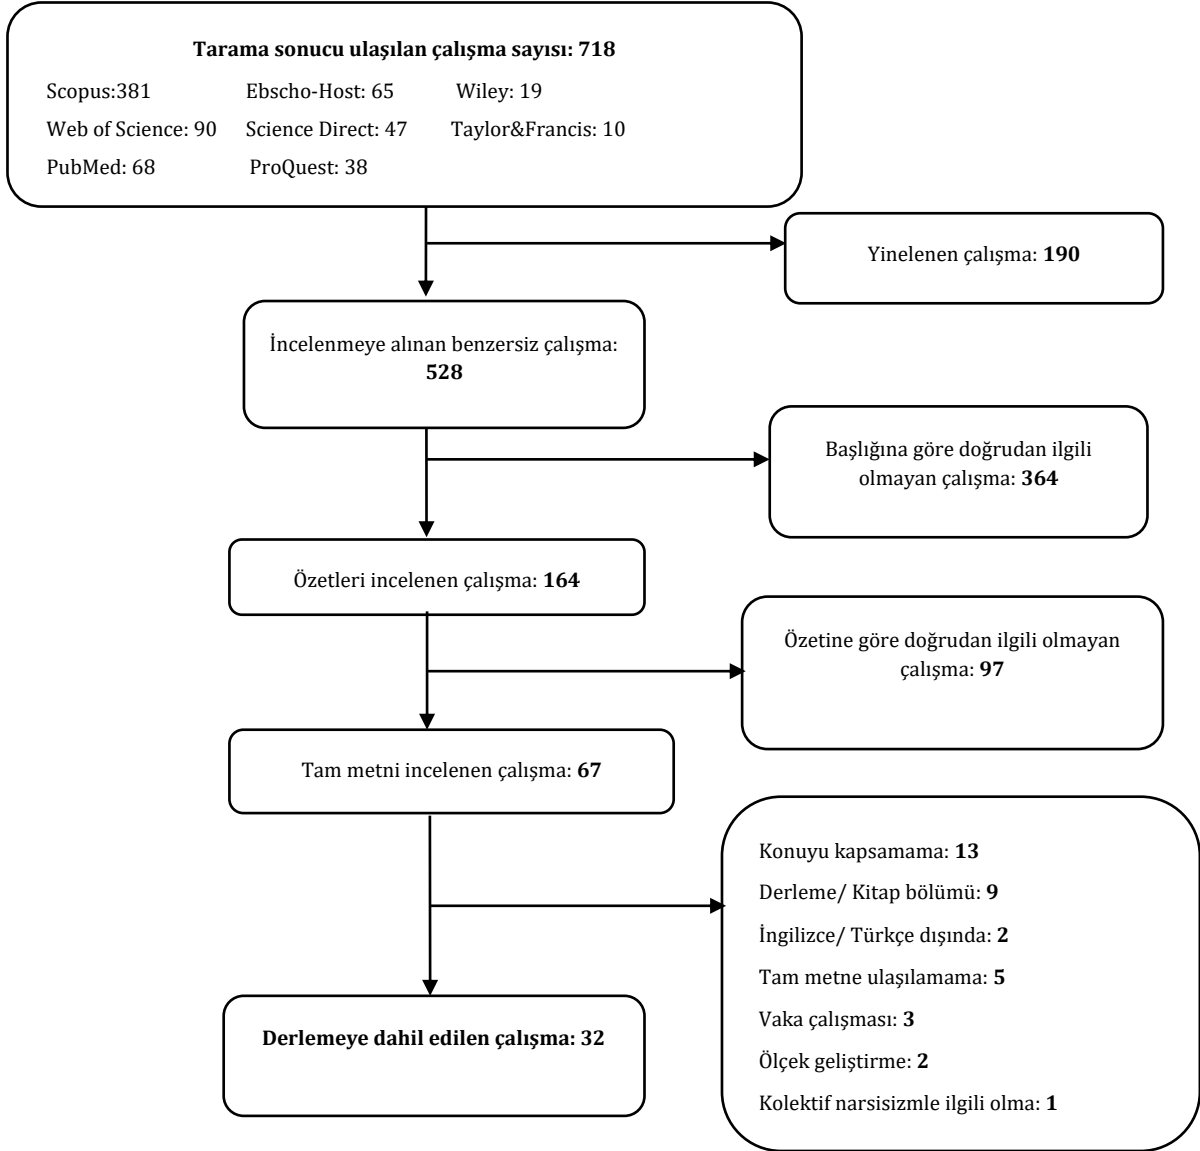 Tarama sonucu ulaşılan çalışma sayısı: 718
Scopus:381 Ebscho-Host: 65 Wiley: 19
Web of Science: 90 Science Direct: 47 Taylor&Francis: 10
PubMed: 68 ProQuest: 38
Yinelenen çalışma: 190
İncelenmeye alınan benzersiz çalışma:
528
Başlığına göre doğrudan ilgili
olmayan çalışma: 364
Özetleri incelenen çalışma: 164
Özetine göre doğrudan ilgili olmayan
çalışma: 97
Tam metni incelenen çalışma: 67
Konuyu kapsamama: 13
Derleme/ Kitap bölümü: 9
İngilizce/ Türkçe dışında: 2
Tam metne ulaşılamama: 5
Vaka çalışması: 3
Ölçek geliştirme: 2
Kolektif narsisizmle ilgili olma: 1
Derlemeye dahil edilen çalışma: 32